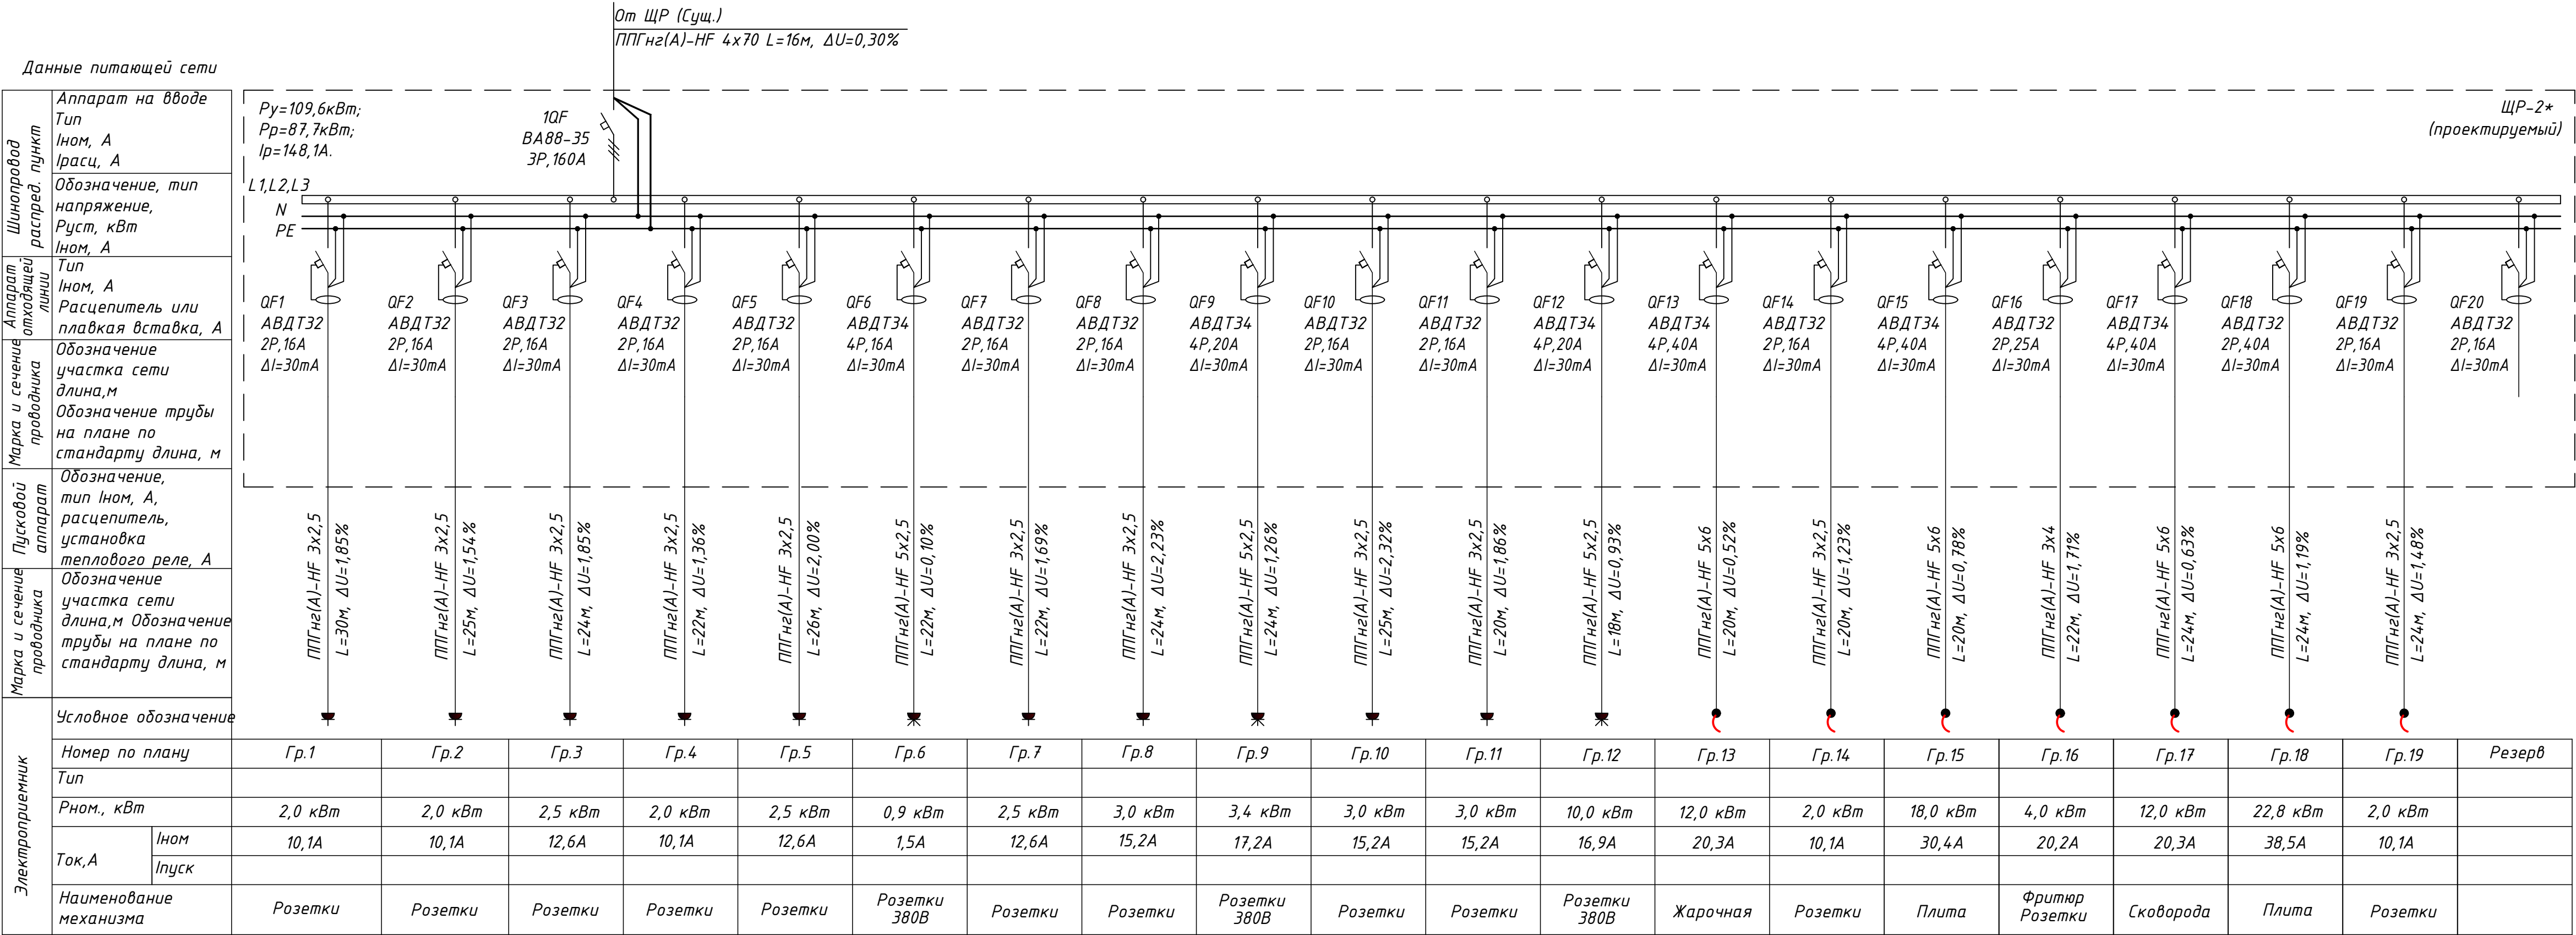 От ЩР (Сущ.)
ППГнг(А)-HF 4х70 L=16м, ΔU=0,30%
Данные питающей сети
Шинопровод
распред. пункт
Аппарат на вводе
Тип
Iном, А
Iрасц, А
Обозначение, тип
напряжение,
Руст, кВт
Iном, А
Аппарат
отходящей
линии
Тип
Iном, А
Расцепитель или
плавкая вставка, А
Марка и сечение
проводника
Обозначение
участка сети
длина,м
Обозначение трубы
на плане по
стандарту длина, м
Пусковой
аппарат
Обозначение,
тип Iном, А,
расцепитель,
установка
теплового реле, А
Марка и сечение
проводника
Обозначение
участка сети
длина,м Обозначение
трубы на плане по
стандарту длина, м
Ру=109,6кВт;
Рр=87,7кВт;
Iр=148,1А.
1QF
ВА88-35
3Р,160А
ЩР-2*
(проектируемый)
L1,L2,L3
N
PE
QF1
АВДТ32
2Р,16А
ΔI=30mA
QF2
АВДТ32
2Р,16А
ΔI=30mA
QF3
АВДТ32
2Р,16А
ΔI=30mA
QF4
АВДТ32
2Р,16А
ΔI=30mA
QF5
АВДТ32
2Р,16А
ΔI=30mA
QF6
АВДТ34
4Р,16А
ΔI=30mA
QF7
АВДТ32
2Р,16А
ΔI=30mA
QF8
АВДТ32
2Р,16А
ΔI=30mA
QF9
АВДТ34
4Р,20А
ΔI=30mA
QF10
АВДТ32
2Р,16А
ΔI=30mA
QF11
АВДТ32
2Р,16А
ΔI=30mA
QF12
АВДТ34
4Р,20А
ΔI=30mA
QF13
АВДТ34
4Р,40А
ΔI=30mA
QF14
АВДТ32
2Р,16А
ΔI=30mA
QF15
АВДТ34
4Р,40А
ΔI=30mA
QF16
АВДТ32
2Р,25А
ΔI=30mA
QF17
АВДТ34
4Р,40А
ΔI=30mA
QF18
АВДТ32
2Р,40А
ΔI=30mA
QF19
АВДТ32
2Р,16А
ΔI=30mA
QF20
АВДТ32
2Р,16А
ΔI=30mA
ППГнг(А)-HF 3х2,5
L=30м, ΔU=1,85%
ППГнг(А)-HF 3х2,5
L=25м, ΔU=1,54%
ППГнг(А)-HF 3х2,5
L=24м, ΔU=1,85%
ППГнг(А)-HF 3х2,5
L=22м, ΔU=1,36%
ППГнг(А)-HF 3х2,5
L=26м, ΔU=2,00%
ППГнг(А)-HF 5х2,5
L=22м, ΔU=0,10%
ППГнг(А)-HF 3х2,5
L=22м, ΔU=1,69%
ППГнг(А)-HF 3х2,5
L=24м, ΔU=2,23%
ППГнг(А)-HF 5х2,5
L=24м, ΔU=1,26%
ППГнг(А)-HF 3х2,5
L=25м, ΔU=2,32%
ППГнг(А)-HF 3х2,5
L=20м, ΔU=1,86%
ППГнг(А)-HF 5х2,5
L=18м, ΔU=0,93%
ППГнг(А)-HF 5х6
L=20м, ΔU=0,52%
ППГнг(А)-HF 3х2,5
L=20м, ΔU=1,23%
ППГнг(А)-HF 5х6
L=20м, ΔU=0,78%
ППГнг(А)-HF 3х4
L=22м, ΔU=1,71%
ППГнг(А)-HF 5х6
L=24м, ΔU=0,63%
ППГнг(А)-HF 5х6
L=24м, ΔU=1,19%
ППГнг(А)-HF 3х2,5
L=24м, ΔU=1,48%
Электроприемник
Условное обозначение
Номер по плану Гр.1 Гр.2 Гр.3 Гр.4 Гр.5 Гр.6 Гр.7 Гр.8 Гр.9 Гр.10 Гр.11 Гр.12 Гр.13 Гр.14 Гр.15 Гр.16 Гр.17 Гр.18 Гр.19 Резерв
Тип
Рном., кВт 2,0 кВт 2,0 кВт 2,5 кВт 2,0 кВт 2,5 кВт 0,9 кВт 2,5 кВт 3,0 кВт 3,4 кВт 3,0 кВт 3,0 кВт 10,0 кВт 12,0 кВт 2,0 кВт 18,0 кВт 4,0 кВт 12,0 кВт 22,8 кВт 2,0 кВт
Ток,А
Iном 10,1А 10,1А 12,6А 10,1А 12,6А 1,5А 12,6А 15,2А 17,2А 15,2А 15,2А 16,9А 20,3А 10,1А 30,4А 20,2А 20,3А 38,5А 10,1А
Iпуск
Наименование
механизма
Розетки
Розетки
Розетки
Розетки
Розетки
Розетки
380В
Розетки
Розетки
Розетки
380В
Розетки
Розетки
Розетки
380В
Жарочная
Розетки
Плита
Фритюр
Розетки
Сковорода
Плита
Розетки